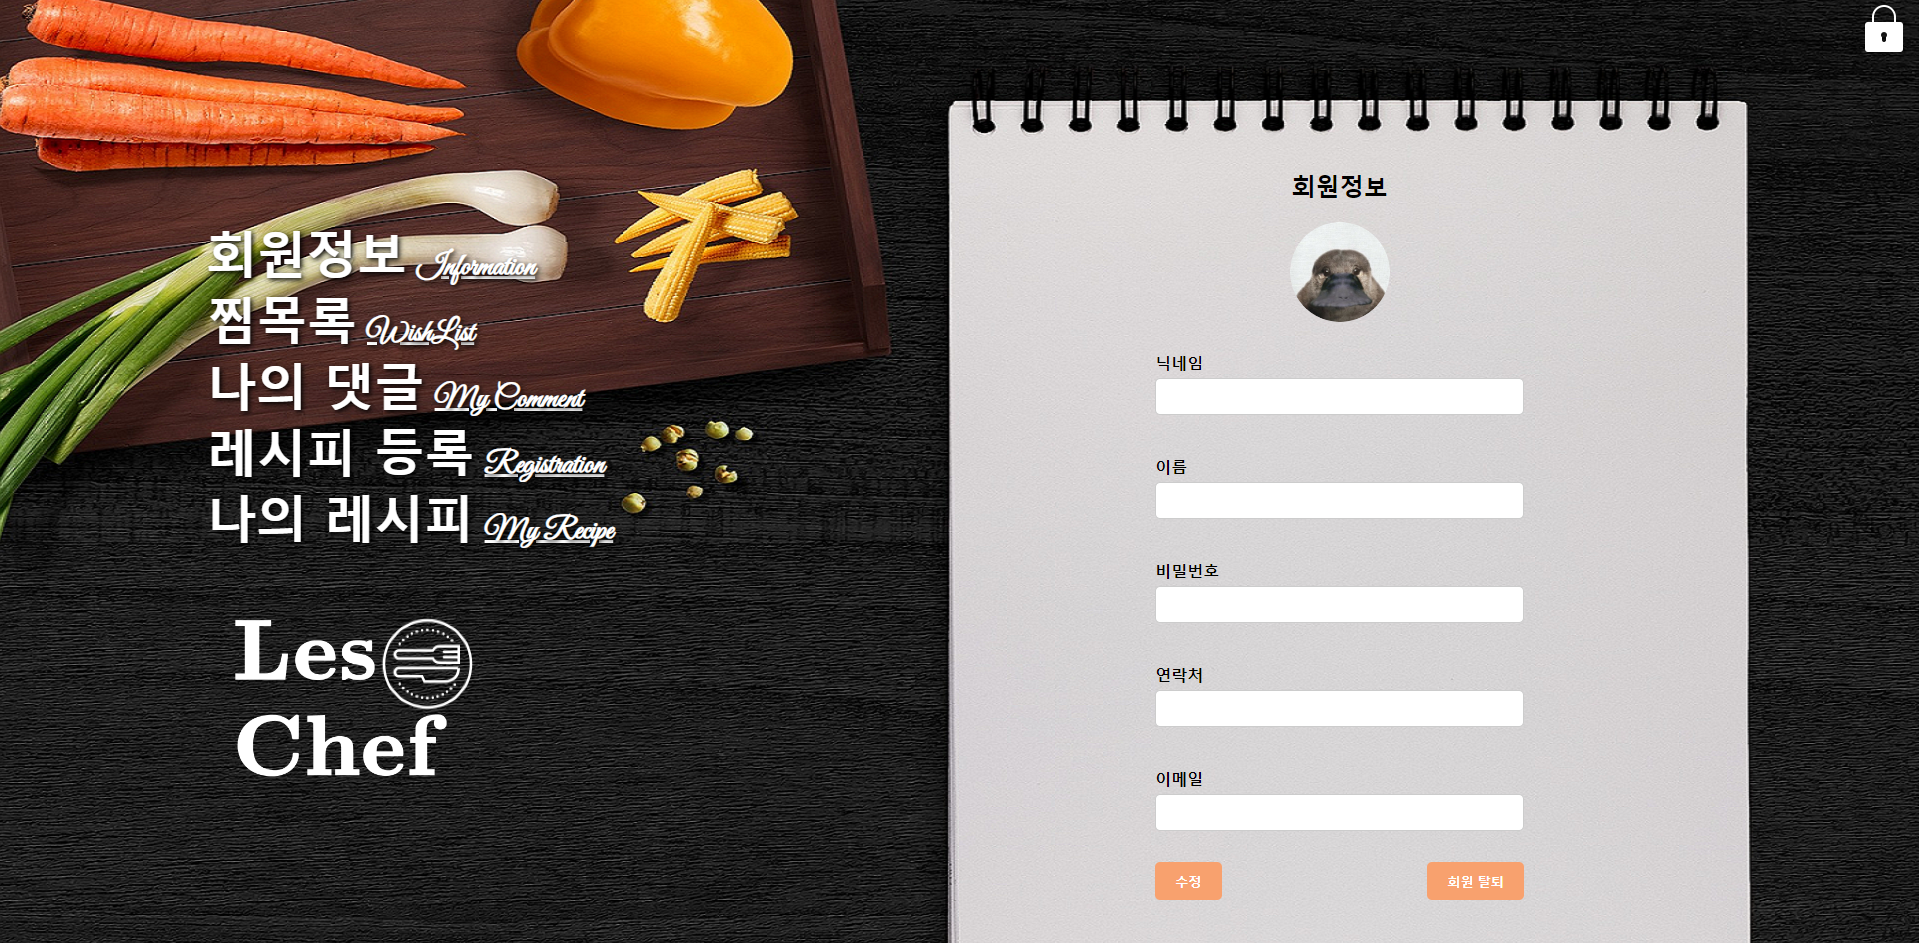 회원정보 Information
찜목록 WishList
나의 댓글 My Comment
레시피 등록 Registration
나의 레시피 My Recipe
Les
Chef
회원정보
닉네임
이름
비밀번호
연락처
이메일
수정
회원 탈퇴